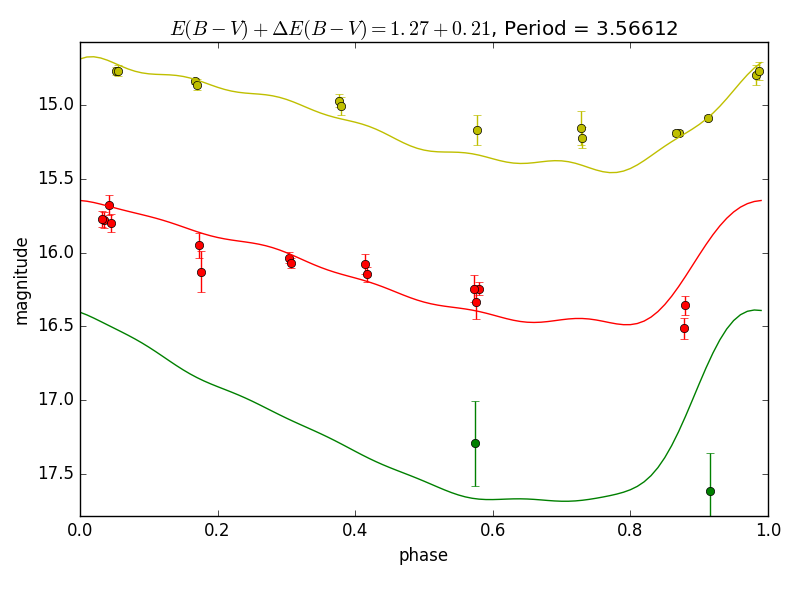 E(B − V) + ΔE(B − V) = 1.27 + 0.21, Period = 3.56612
15.0
15.5
16.0
16.5
17.0
17.5
magnitude
0.0 0.2 0.4 0.6 0.8 1.0
phase